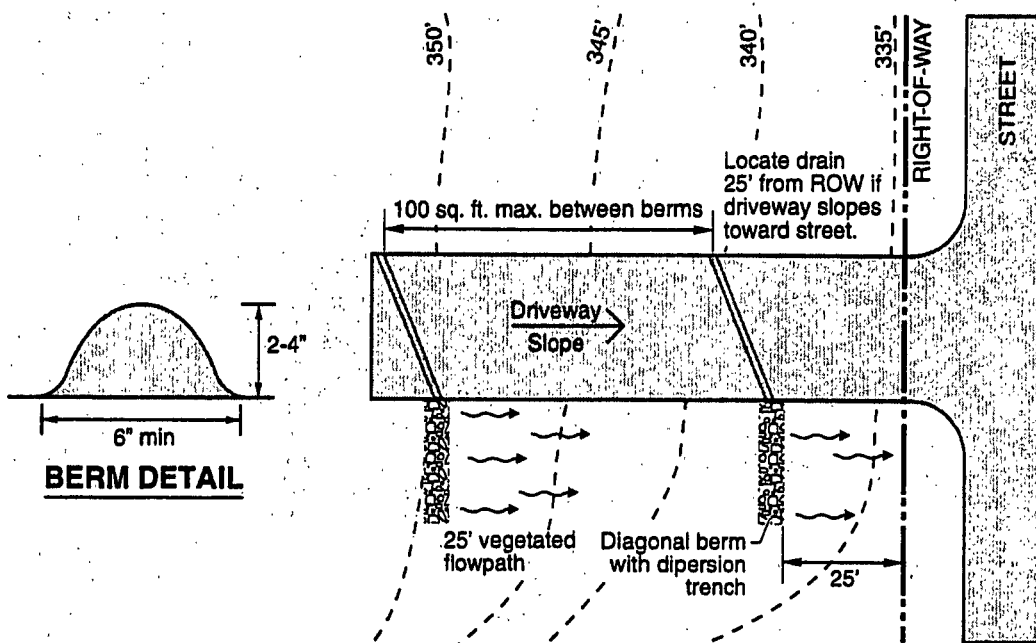 350'
345'
340'
335'
RIGHT-OF-WAY
STREET
Locate drain
25' from ROW if
driveway slopes
toward street.
100 sq. ft. max. between berms
Driveway
Slope
2-4"
6" min
BERM DETAIL
25' vegetated
flowpath
Diagonal berm
with dipersion
trench
25'